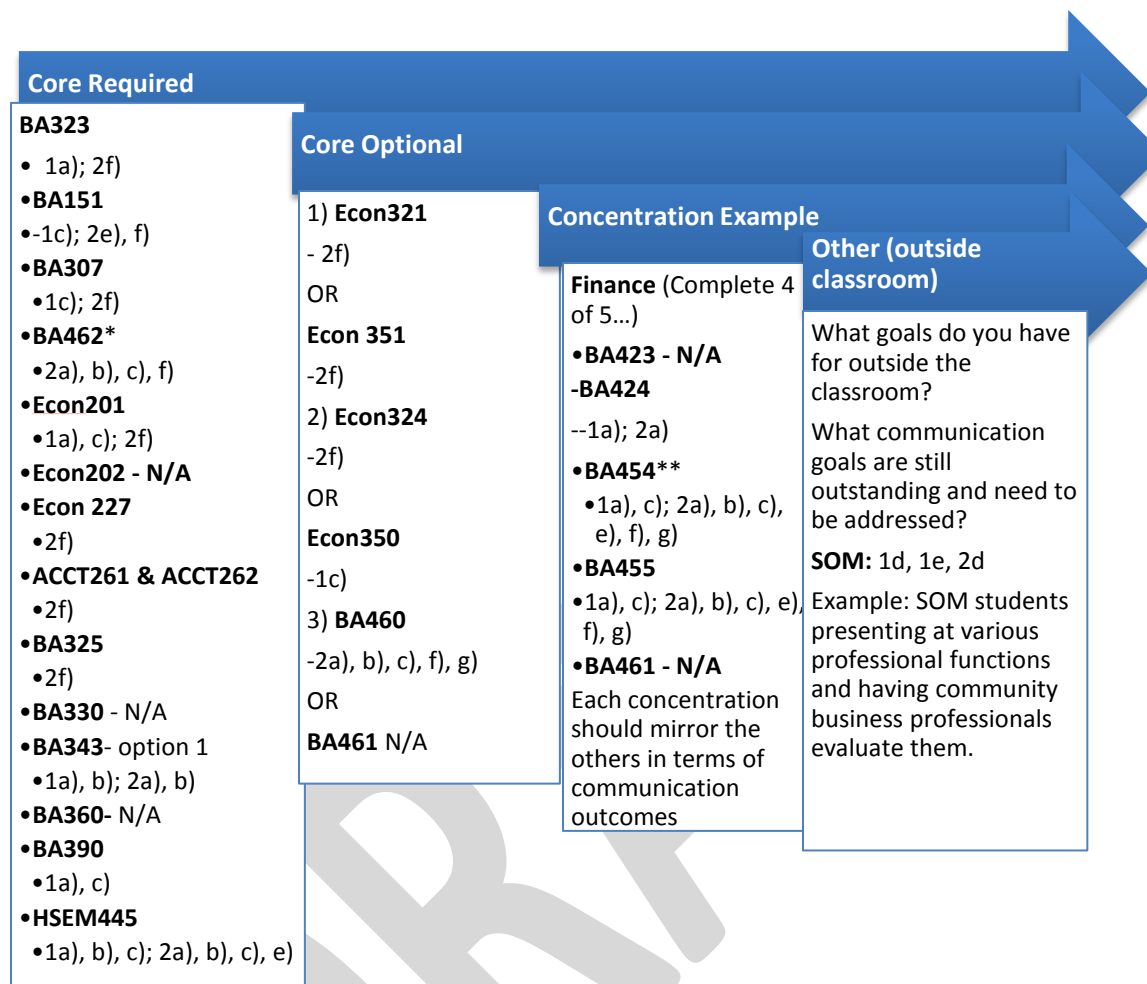 Core Required
BA323
• 1a); 2f)
•BA151
•-1c); 2e), f)
•BA307
•1c); 2f)
•BA462*
•2a), b), c), f)
•Econ201
•1a), c); 2f)
•Econ202 - N/A
•Econ 227
•2f)
•ACCT261 & ACCT262
•2f)
•BA325
•2f)
•BA330 - N/A
•BA343- option 1
•1a), b); 2a), b)
•BA360- N/A
•BA390
•1a), c)
•HSEM445
•1a), b), c); 2a), b), c), e)
Core Optional
1) Econ321
- 2f)
OR
Econ 351
-2f)
2) Econ324
-2f)
OR
Econ350
-1c)
3) BA460
-2a), b), c), f), g)
OR
BA461 N/A
Concentration Example
Finance (Complete 4
of 5...)
•BA423 - N/A
-BA424
--1a); 2a)
•BA454**
•1a), c); 2a), b), c),
e), f), g)
•BA455
•1a), c); 2a), b), c), e),
f), g)
•BA461 - N/A
Each concentration
should mirror the
others in terms of
communication
outcomes
Other (outside
classroom)
What goals do you have
for outside the
classroom?
What communication
goals are still
outstanding and need to
be addressed?
SOM: 1d, 1e, 2d
Example: SOM students
presenting at various
professional functions
and having community
business professionals
evaluate them.